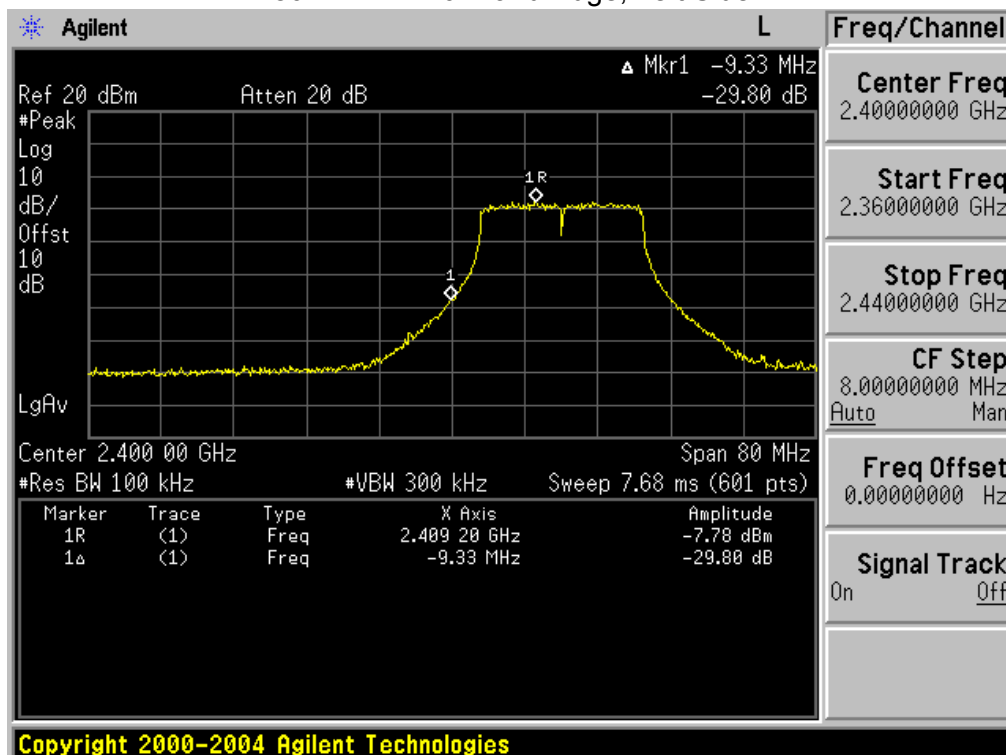 Agilent L
▵ Mkr1 -9.33 MHz
Ref 20 dBm Atten 20 dB -29.80 dB
#Peak
Log
10
dB/
Offst
10
dB
1R
1
LgAv
Center 2.400 00 GHz Span 80 MHz
#Res BW 100 kHz #VBW 300 kHz Sweep 7.68 ms (601 pts)
Marker Trace Type X Axis Amplitude
1R (1) Freq 2.409 20 GHz -7.78 dBm
1▵ (1) Freq -9.33 MHz -29.80 dB
Freq/Channel
Center Freq
2.40000000 GHz
Start Freq
2.36000000 GHz
Stop Freq
2.44000000 GHz
CF Step
8.00000000 MHz
Auto Man
Freq Offset
0.00000000 Hz
Signal Track
On Off
Copyright 2000-2004 Agilent Technologies